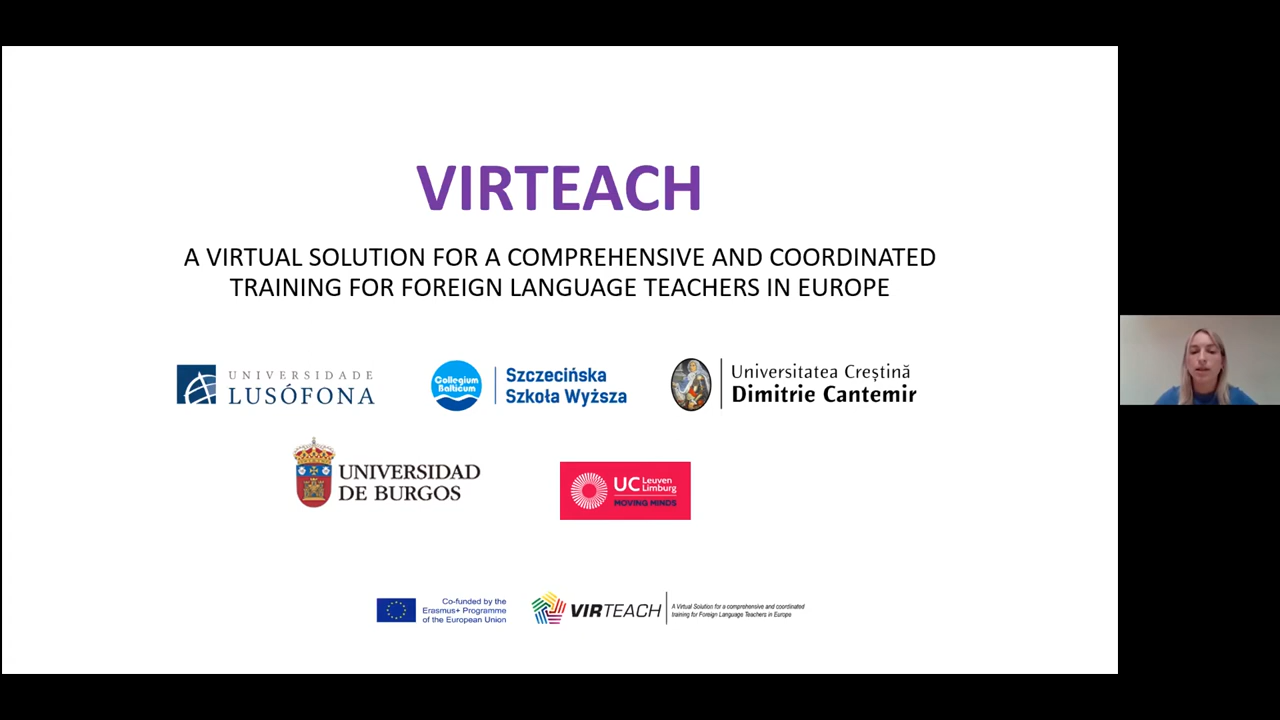 VIRTEACH
A VIRTUAL SOLUTION FOR A COMPREHENSIVE AND COORDINATED
TRAINING FOR FOREIGN LANGUAGE TEACHERS IN EUROPE
UNIVERSIDADE
LUSÓFONA
Collegium
Balticum
Szczecińska
Szkoła Wyższa
Universitatea Creștină
Dimitrie Cantemir
UNIVERSIDAD
DE BURGOS
UC Leuven
Limburg
MOVING MINDS
Co-funded by the
Erasmus+ Programme
of the European Union
VIRTEACH
A Virtual Solution for a comprehensive and coordinated
training for Foreign Language Teachers in Europe